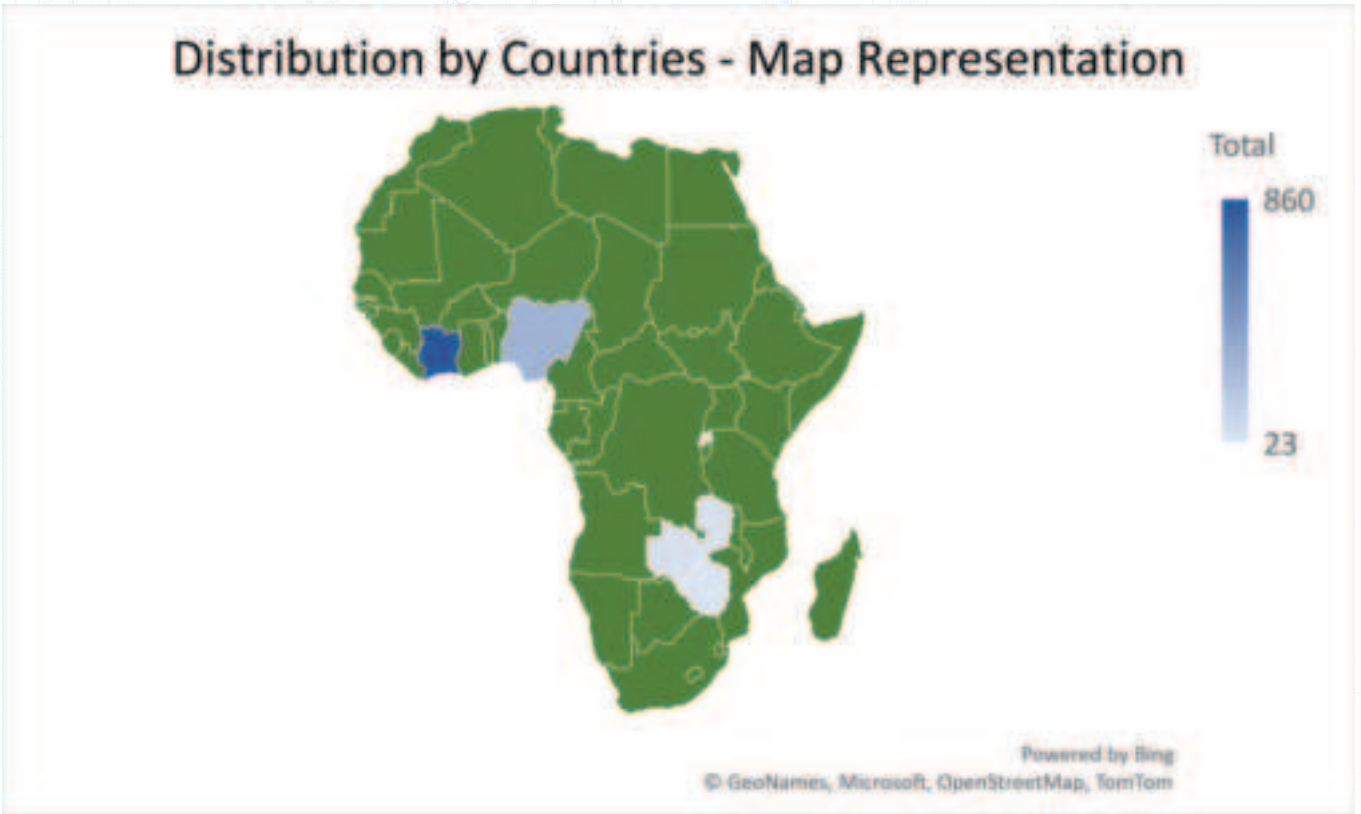 Distribution by Countries - Map Representation
Total
860
23
Powered by Bing
© GeoNames, Microsoft, OpenStreetMap, TomTom